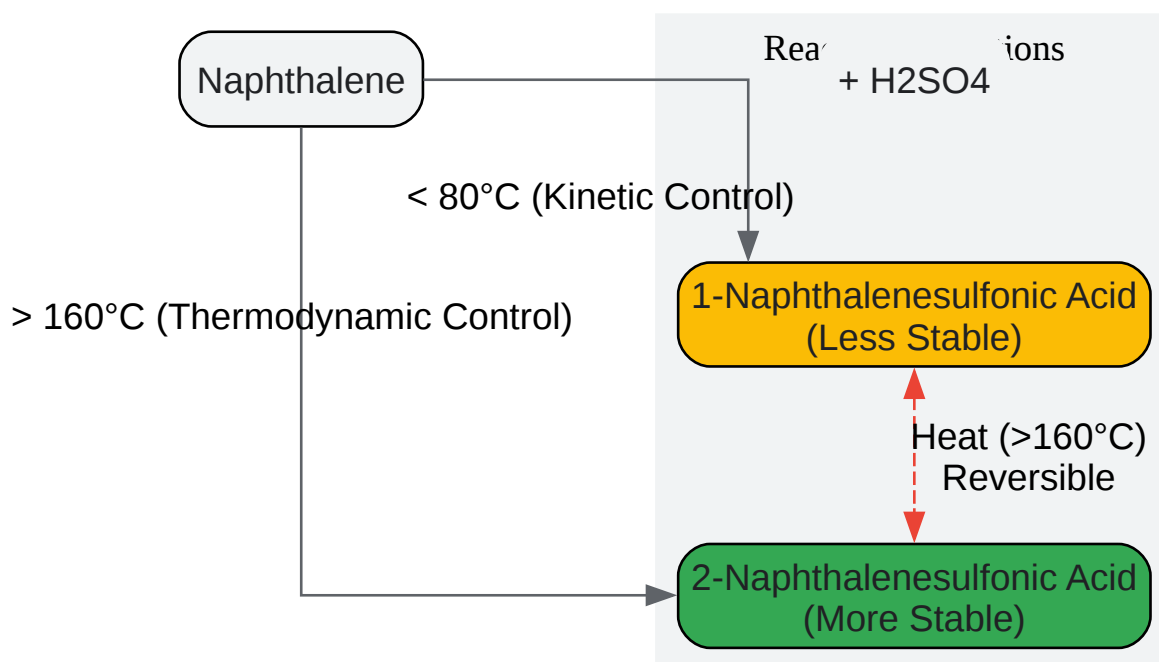 Naphthalene
+ H2SO4
< 80°C (Kinetic Control)
> 160°C (Thermodynamic Control)
1-Naphthalenesulfonic Acid
(Less Stable)
Heat (>160°C)
Reversible
2-Naphthalenesulfonic Acid
(More Stable)